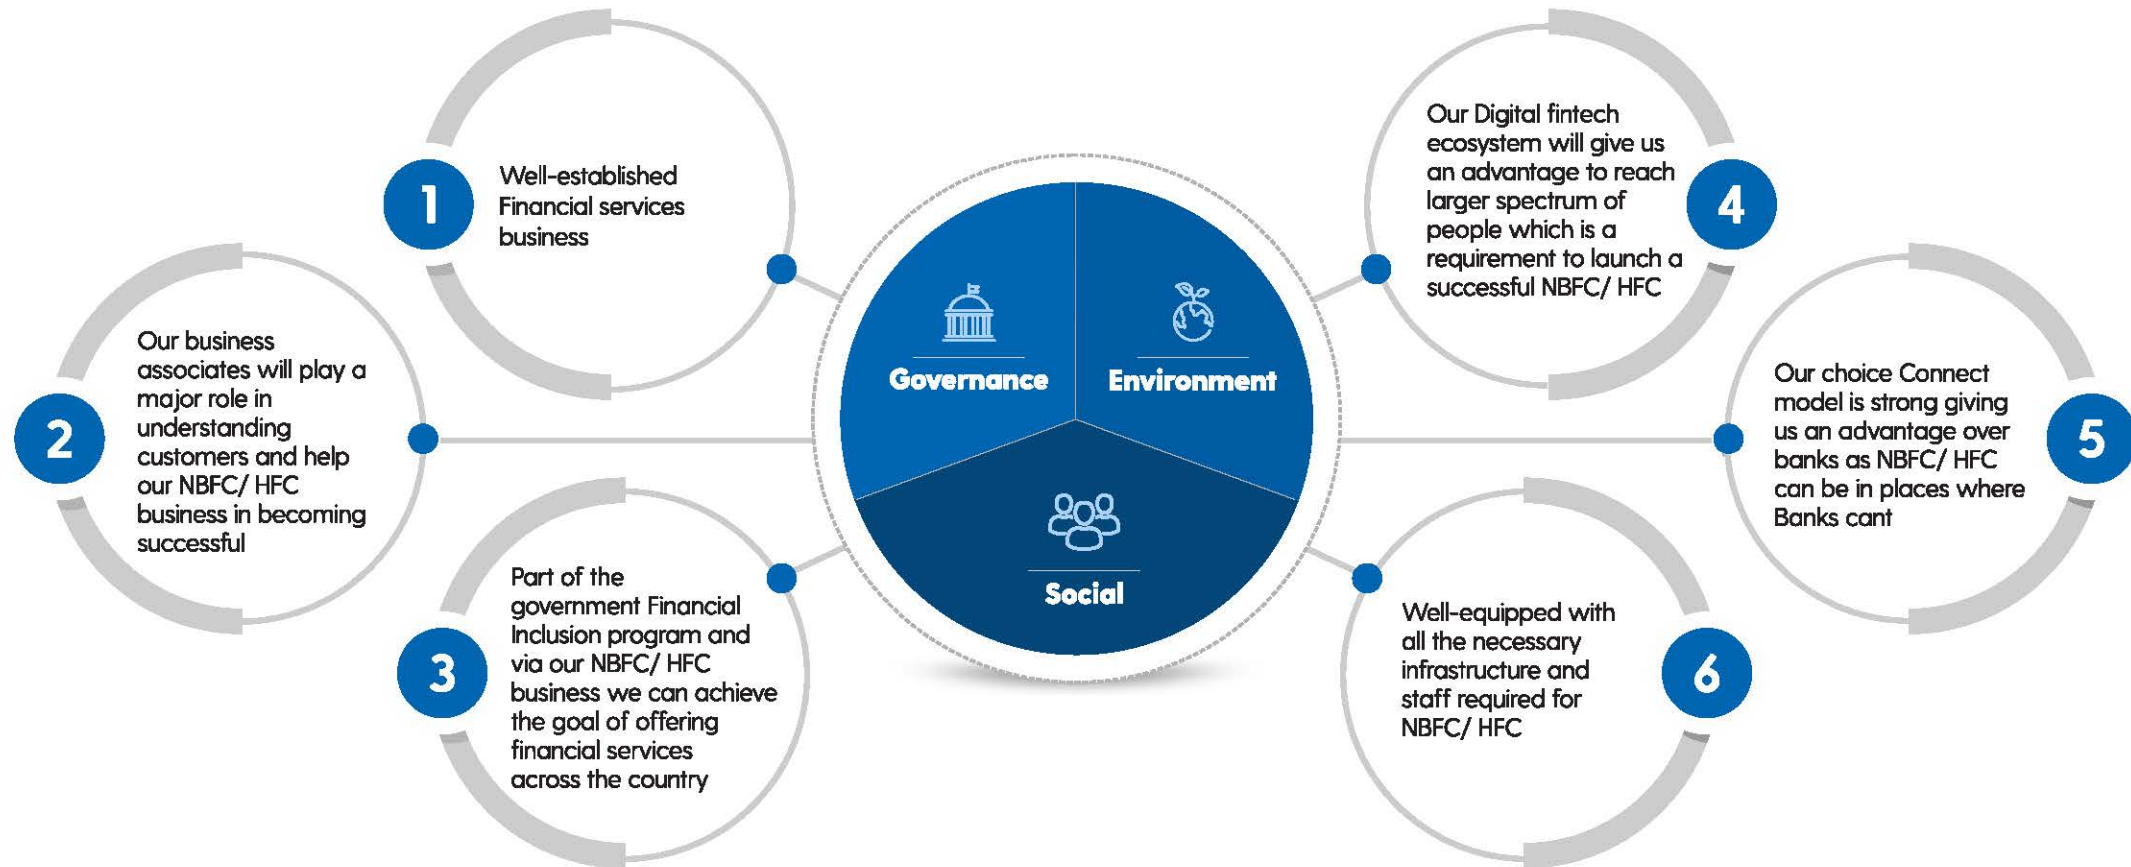 1
Well-established
Financial services
business
2
Our business
associates will play a
major role in
understanding
customers and help
our NBFC/ HFC
business in becoming
successful
3
Part of the
government Financial
Inclusion program and
via our NBFC/ HFC
business we can achieve
the goal of offering
financial services
across the country
Governance
Environment
Social
4
Our Digital fintech
ecosystem will give us
an advantage to reach
larger spectrum of
people which is a
requirement to launch a
successful NBFC/ HFC
5
Our choice Connect
model is strong giving
us an advantage over
banks as NBFC/ HFC
can be in places where
Banks cant
6
Well-equipped with
all the necessary
infrastructure and
staff required for
NBFC/ HFC